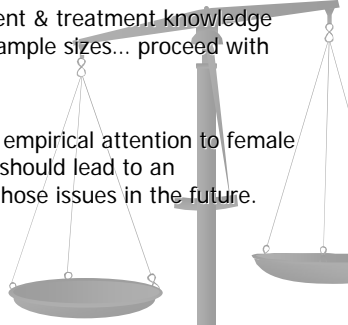 ent & treatment knowledge
ample sizes... proceed with
empirical attention to female
should lead to an
hose issues in the future.